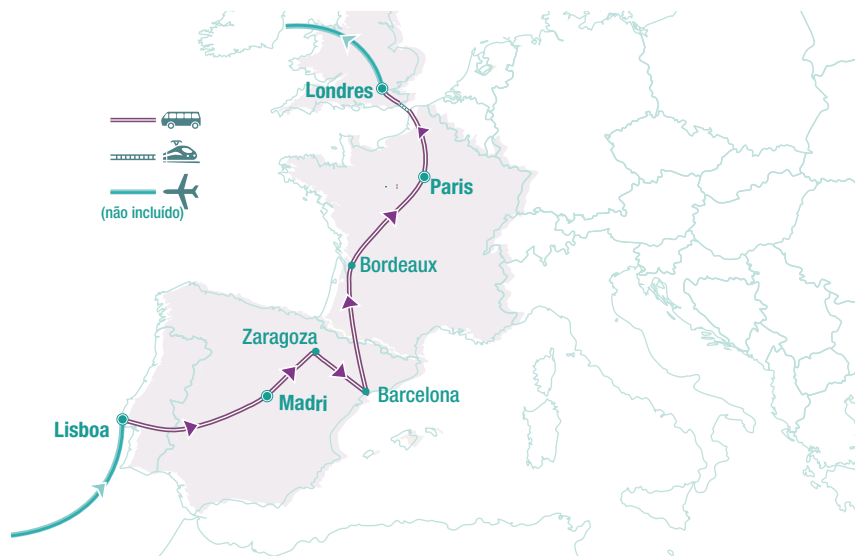 Londres
(não incluído)
Paris
Bordeaux
Zaragoza
Madri
Barcelona
Lisboa